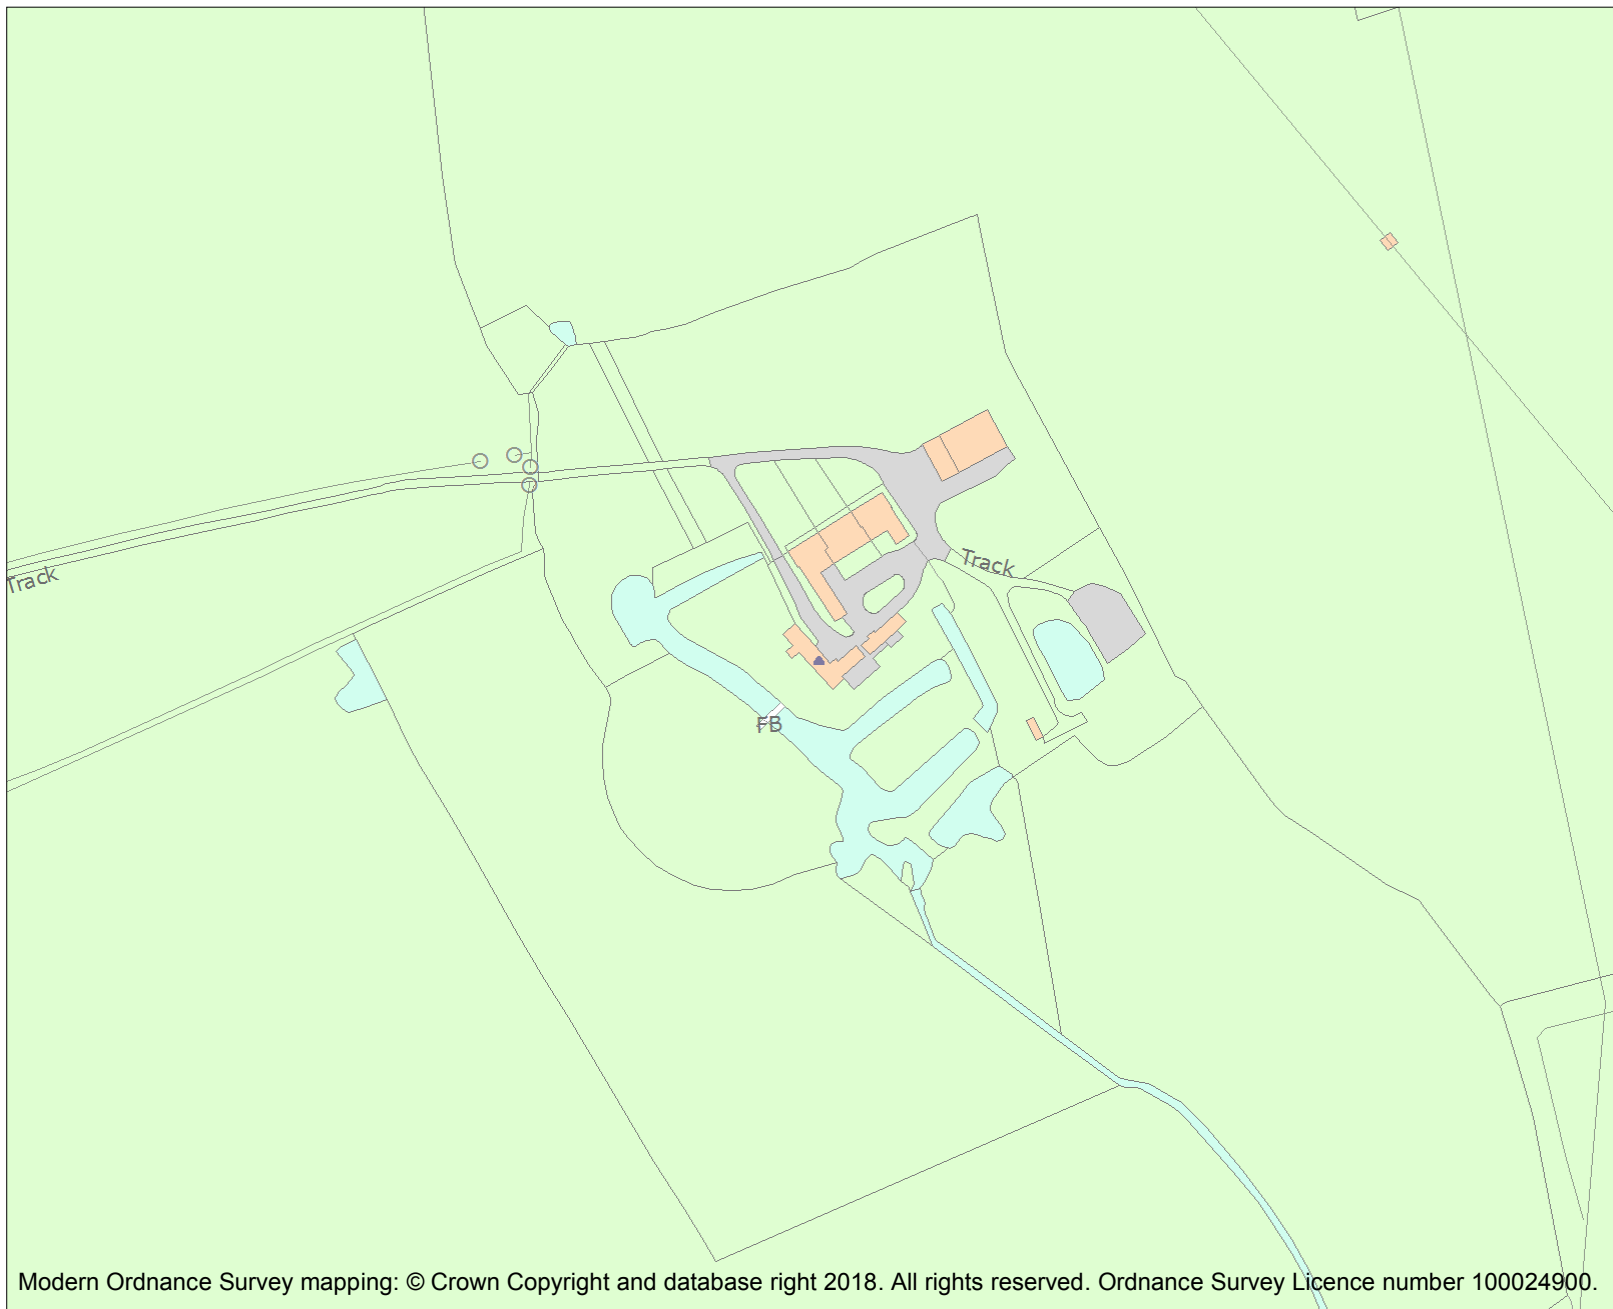 Track
Track
FB
Modern Ordnance Survey mapping: © Crown Copyright and database right 2018. All rights reserved. Ordnance Survey Licence number 100024900.